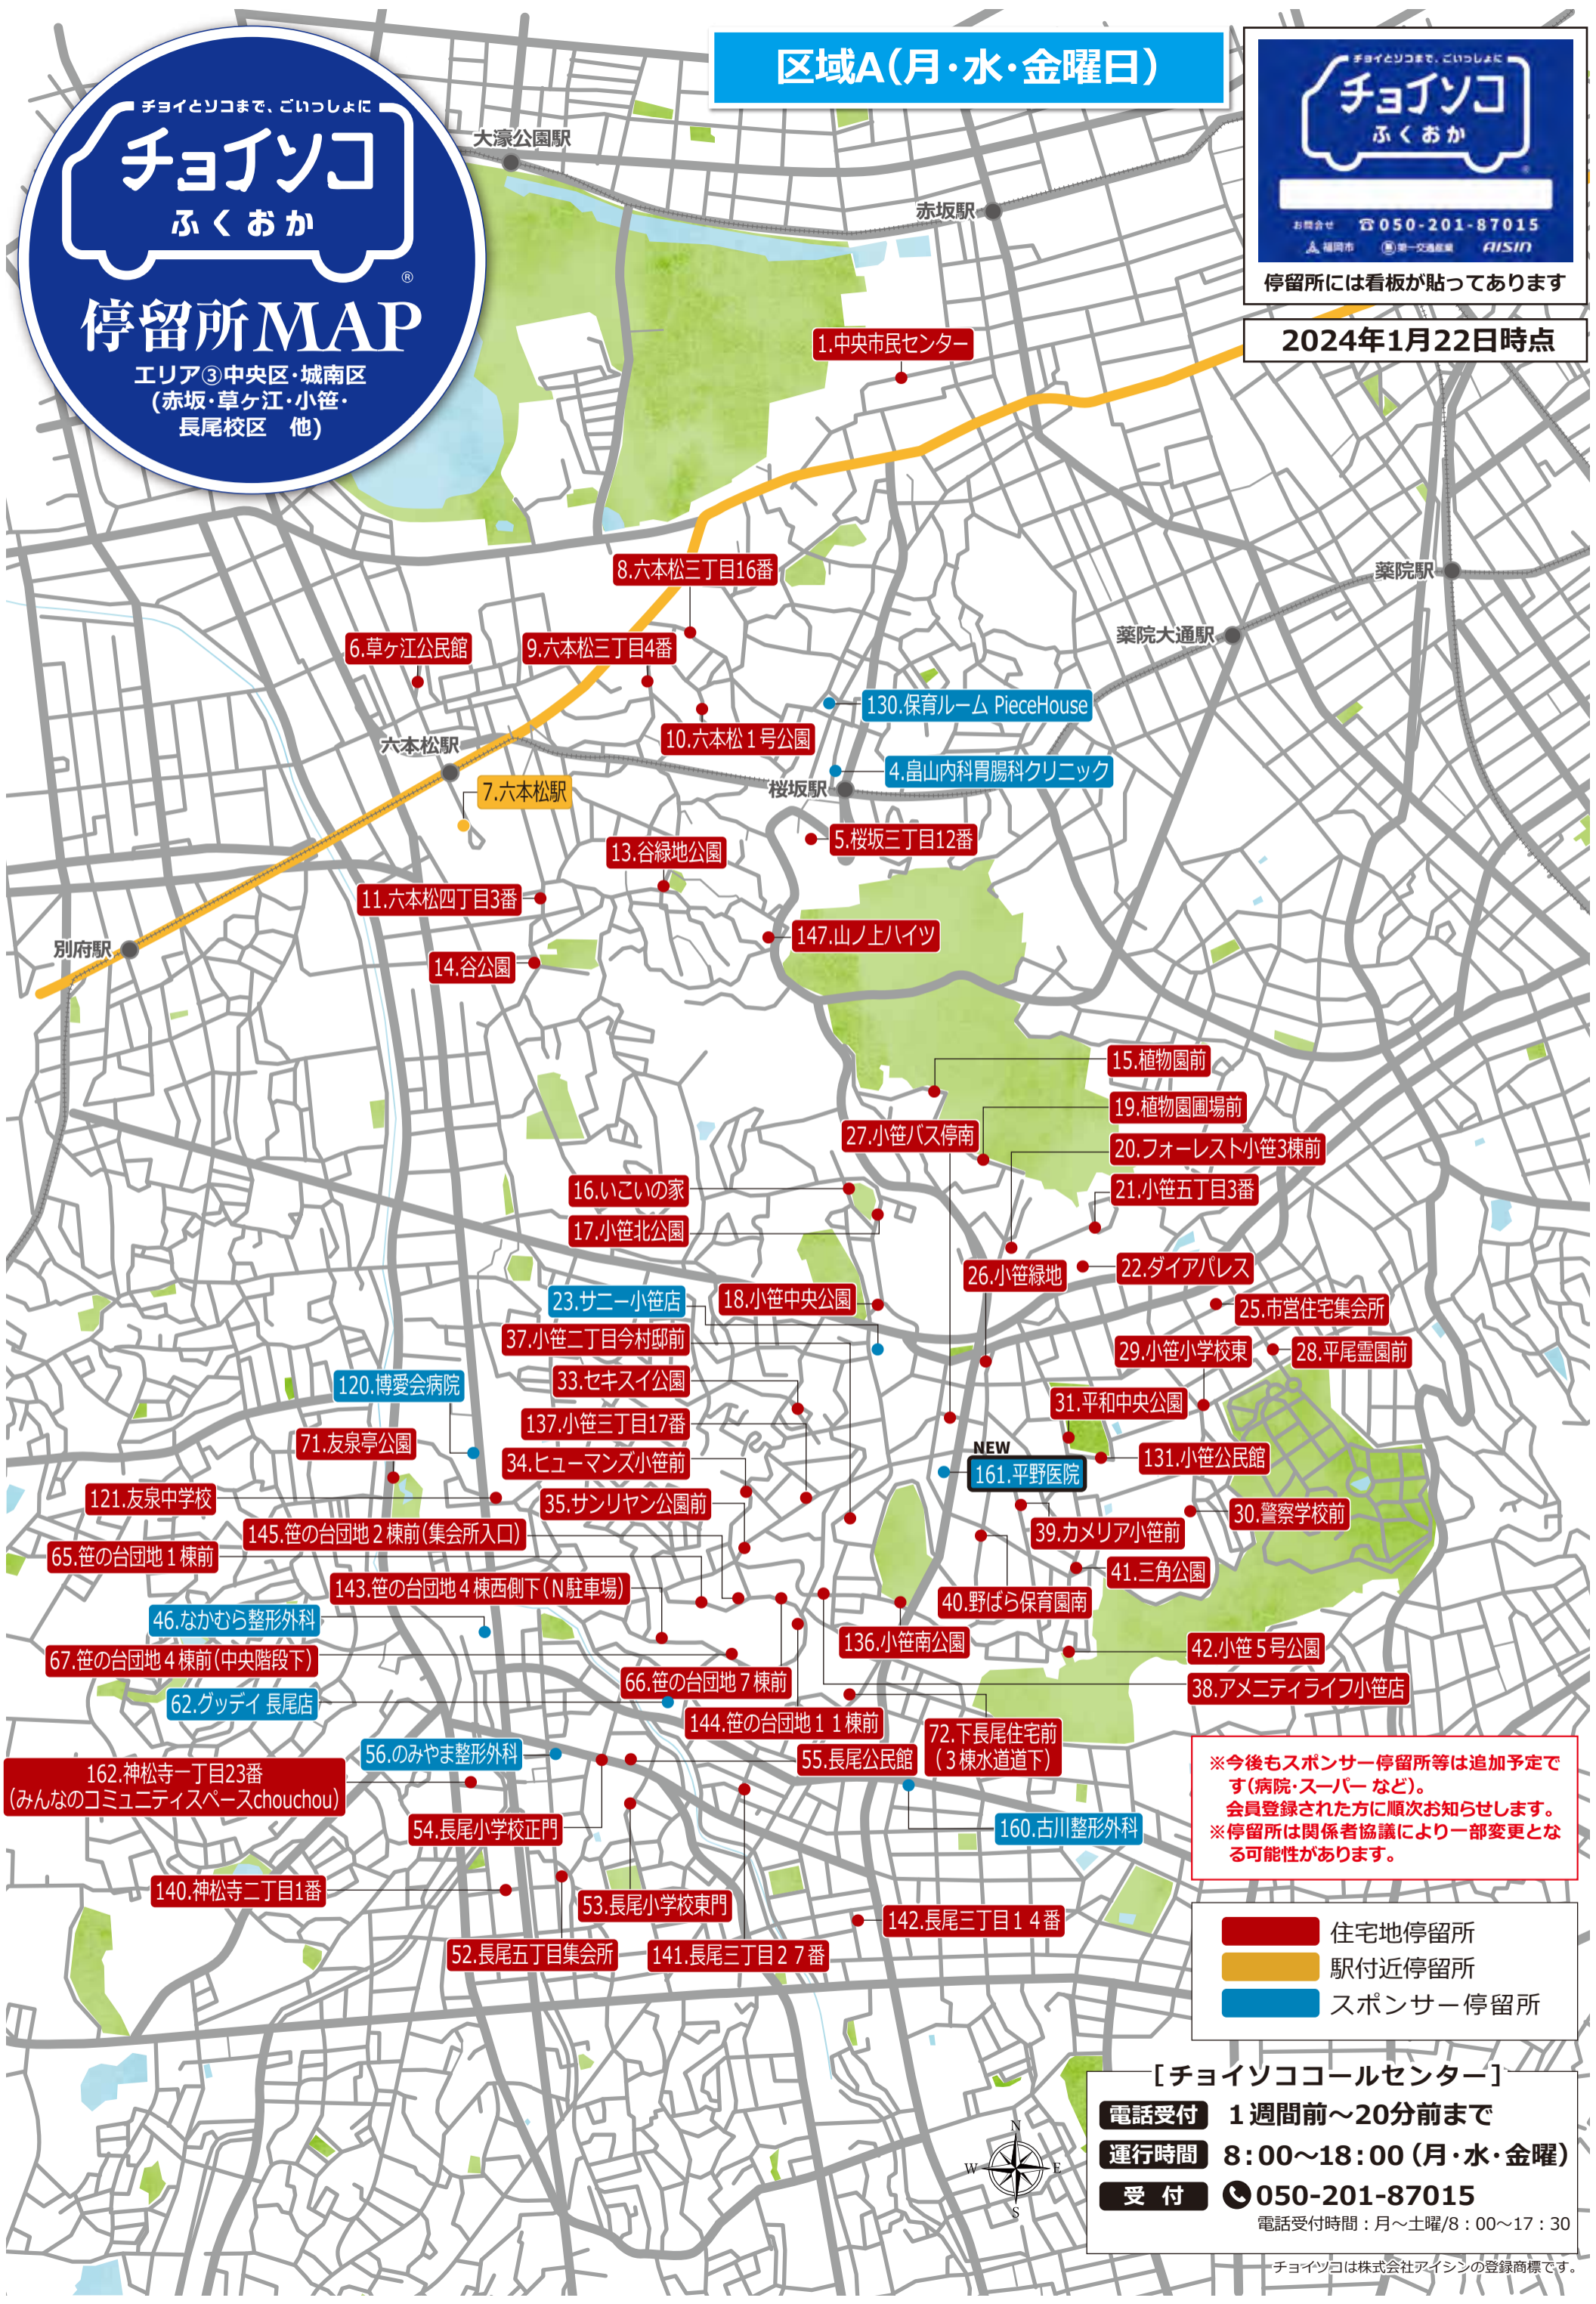 区域A(月・水・金曜日)
チョイとソコまで、ごいっしょに
チョイソコ
ふくおか
®
停留所MAP
エリア③中央区・城南区
(赤坂・草ヶ江・小笹・
長尾校区 他)
チョイとソコまで、ごいっしょに
チョイソコ
ふくおか
お問合せ ☎050-201-87015
福岡市 第一交通産業 AISIN
停留所には看板が貼ってあります
2024年1月22日時点
大濠公園駅
赤坂駅
1.中央市民センター
8.六本松三丁目16番
薬院駅
薬院大通駅
6.草ヶ江公民館
9.六本松三丁目4番
130.保育ルーム PieceHouse
10.六本松1号公園
六本松駅
4.畠山内科胃腸科クリニック
桜坂駅
7.六本松駅
5.桜坂三丁目12番
13.谷緑地公園
11.六本松四丁目3番
147.山ノ上ハイツ
別府駅
14.谷公園
15.植物園前
19.植物園圃場前
27.小笹バス停南
20.フォーレスト小笹3棟前
16.いこいの家
21.小笹五丁目3番
17.小笹北公園
26.小笹緑地
22.ダイアパレス
23.サニー小笹店
18.小笹中央公園
25.市営住宅集会所
37.小笹二丁目今村邸前
29.小笹小学校東
28.平尾霊園前
120.博愛会病院
33.セキスイ公園
31.平和中央公園
137.小笹三丁目17番
71.友泉亭公園
NEW
161.平野医院
131.小笹公民館
34.ヒューマンズ小笹前
121.友泉中学校
35.サンリヤン公園前
30.警察学校前
145.笹の台団地2棟前(集会所入口)
39.カメリア小笹前
65.笹の台団地1棟前
41.三角公園
143.笹の台団地4棟西側下(N駐車場)
40.野ばら保育園南
46.なかむら整形外科
136.小笹南公園
42.小笹5号公園
67.笹の台団地4棟前(中央階段下)
66.笹の台団地7棟前
38.アメニティライフ小笹店
62.グッデイ 長尾店
144.笹の台団地11棟前
72.下長尾住宅前
(3棟水道道下)
56.のみやま整形外科
55.長尾公民館
162.神松寺一丁目23番
(みんなのコミュニティスペースchouchou)
54.長尾小学校正門
160.古川整形外科
140.神松寺二丁目1番
53.長尾小学校東門
142.長尾三丁目14番
52.長尾五丁目集会所
141.長尾三丁目27番
※今後もスポンサー停留所等は追加予定で
す(病院・スーパー など)。
会員登録された方に順次お知らせします。
※停留所は関係者協議により一部変更とな
る可能性があります。
住宅地停留所
駅付近停留所
スポンサー停留所
[チョイソココールセンター]
電話受付 1週間前～20分前まで
運行時間 8:00～18:00(月・水・金曜)
受付 050-201-87015
電話受付時間:月～土曜/8:00～17:30
N
W
E
S
チョイソコは株式会社アイシンの登録商標です。